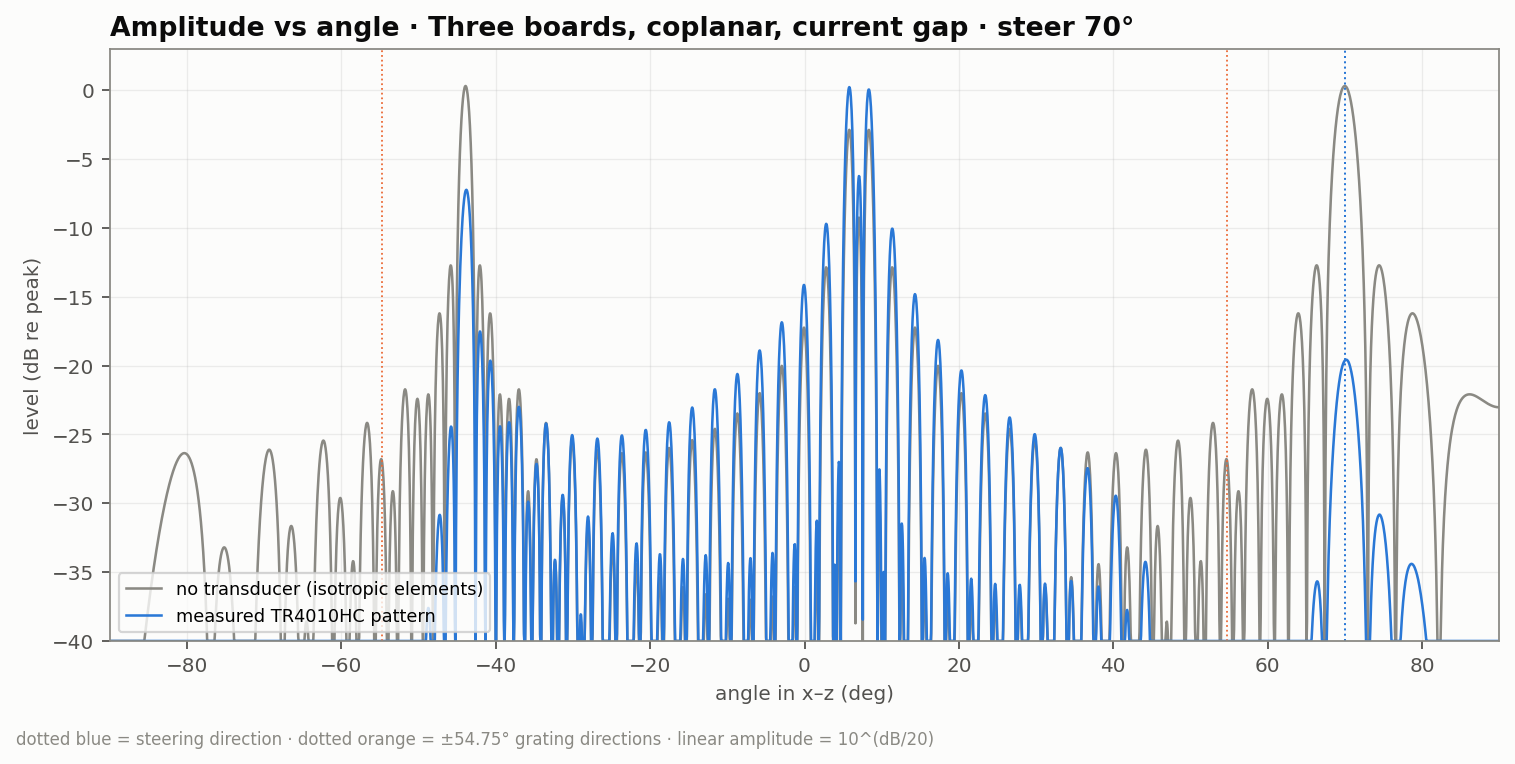 Amplitude vs angle · Three boards, coplanar, current gap · steer 70°
level (dB re peak)
0
−5
−10
−15
−20
−25
−30
−35
−40
no transducer (isotropic elements)
measured TR4010HC pattern
−80 −60 −40 −20 0 20 40 60 80
angle in x–z (deg)
dotted blue = steering direction · dotted orange = ±54.75° grating directions · linear amplitude = 10^(dB/20)